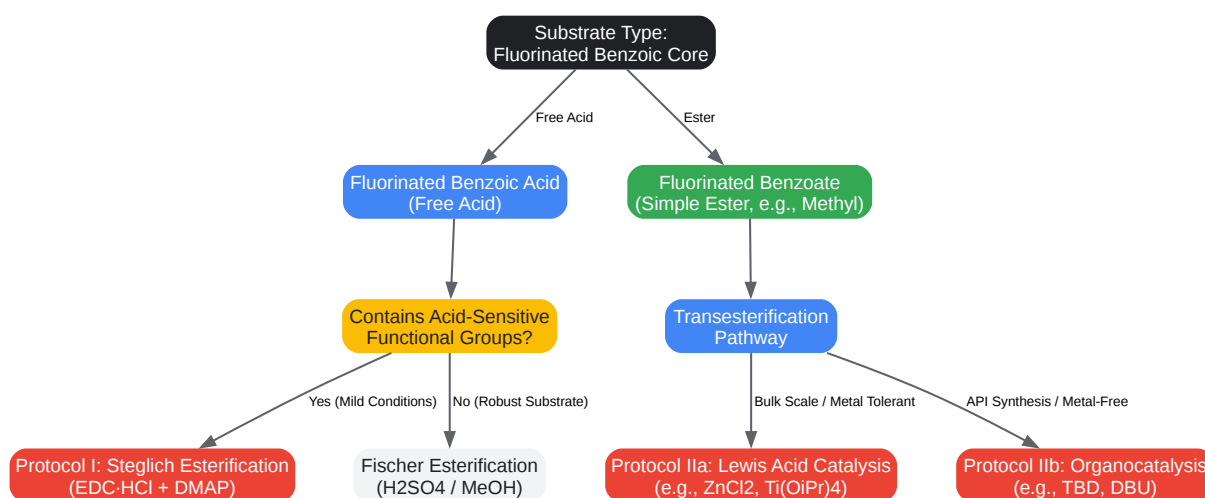 Substrate Type:
Fluorinated Benzoic Core
Free Acid
Ester
Fluorinated Benzoic Acid
(Free Acid)
Fluorinated Benzoate
(Simple Ester, e.g., Methyl)
Contains Acid-Sensitive
Functional Groups?
Transesterification
Pathway
Yes (Mild Conditions)
No (Robust Substrate)
Bulk Scale / Metal Tolerant
API Synthesis / Metal-Free
Protocol I: Steglich Esterification
(EDC·HCl + DMAP)
Fischer Esterification
(H2SO4 / MeOH)
Protocol IIa: Lewis Acid Catalysis
(e.g., ZnCl2, Ti(OiPr)4)
Protocol IIb: Organocatalysis
(e.g., TBD, DBU)